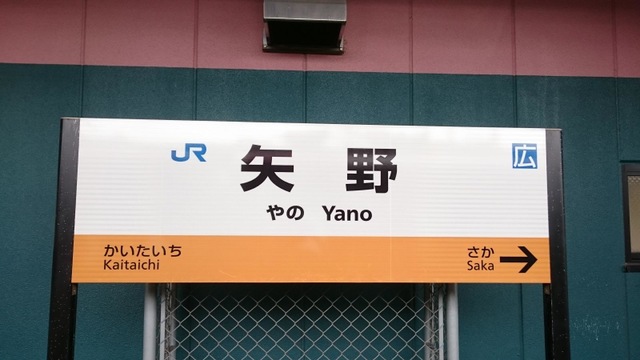 JR 矢野 広
やの Yano
かいたいち さか
Kaitaichi Saka